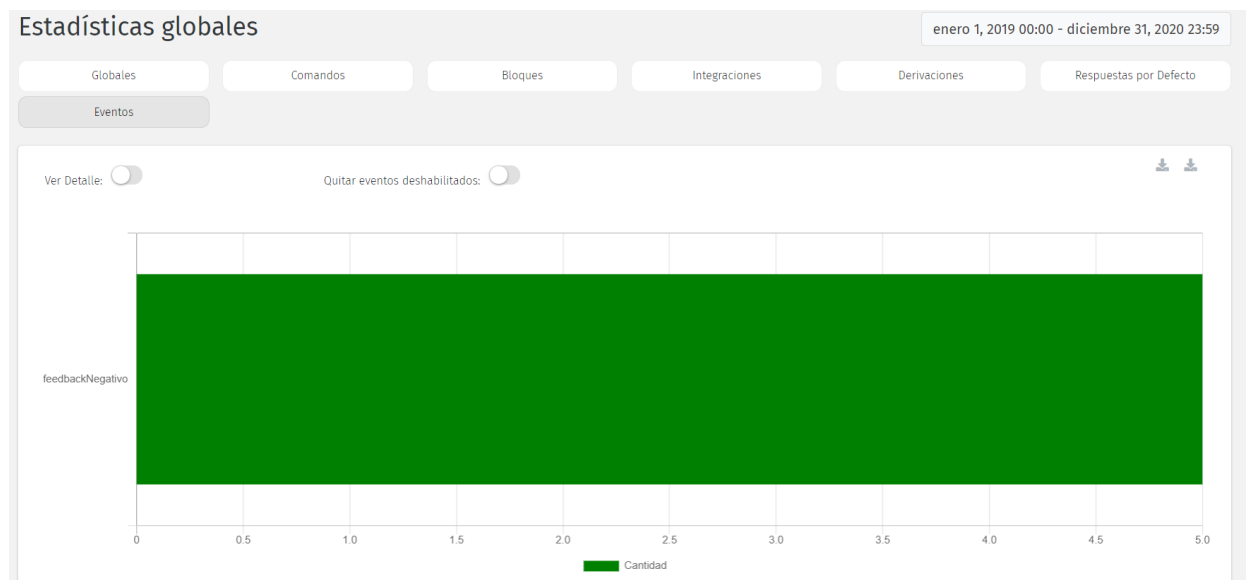 Estadísticas globales
enero 1, 2019 00:00 - diciembre 31, 2020 23:59
Globales
Comandos
Bloques
Integraciones
Derivaciones
Respuestas por Defecto
Eventos
Ver Detalle:
Quitar eventos deshabilitados:
feedbackNegativo
0 0.5 1.0 1.5 2.0 2.5 3.0 3.5 4.0 4.5 5.0
Cantidad